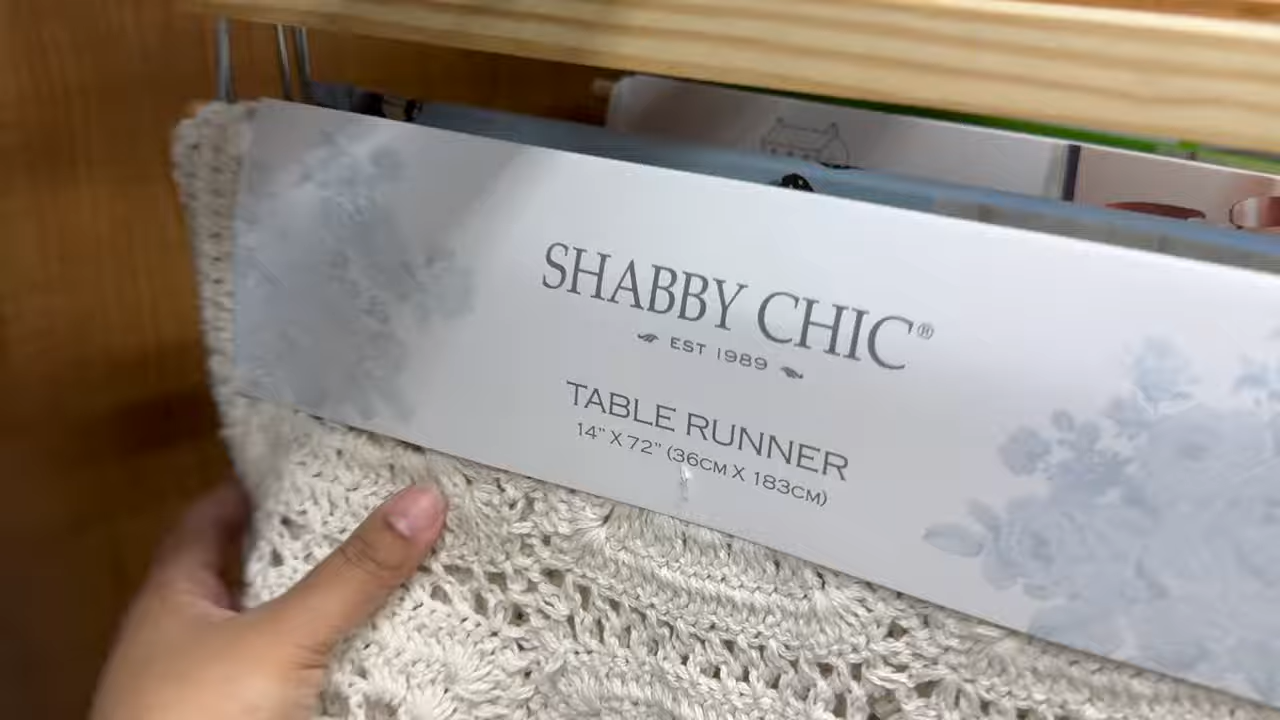 SHABBY CHIC®
EST 1989
TABLE RUNNER
14" X 72" (36CM X 183CM)